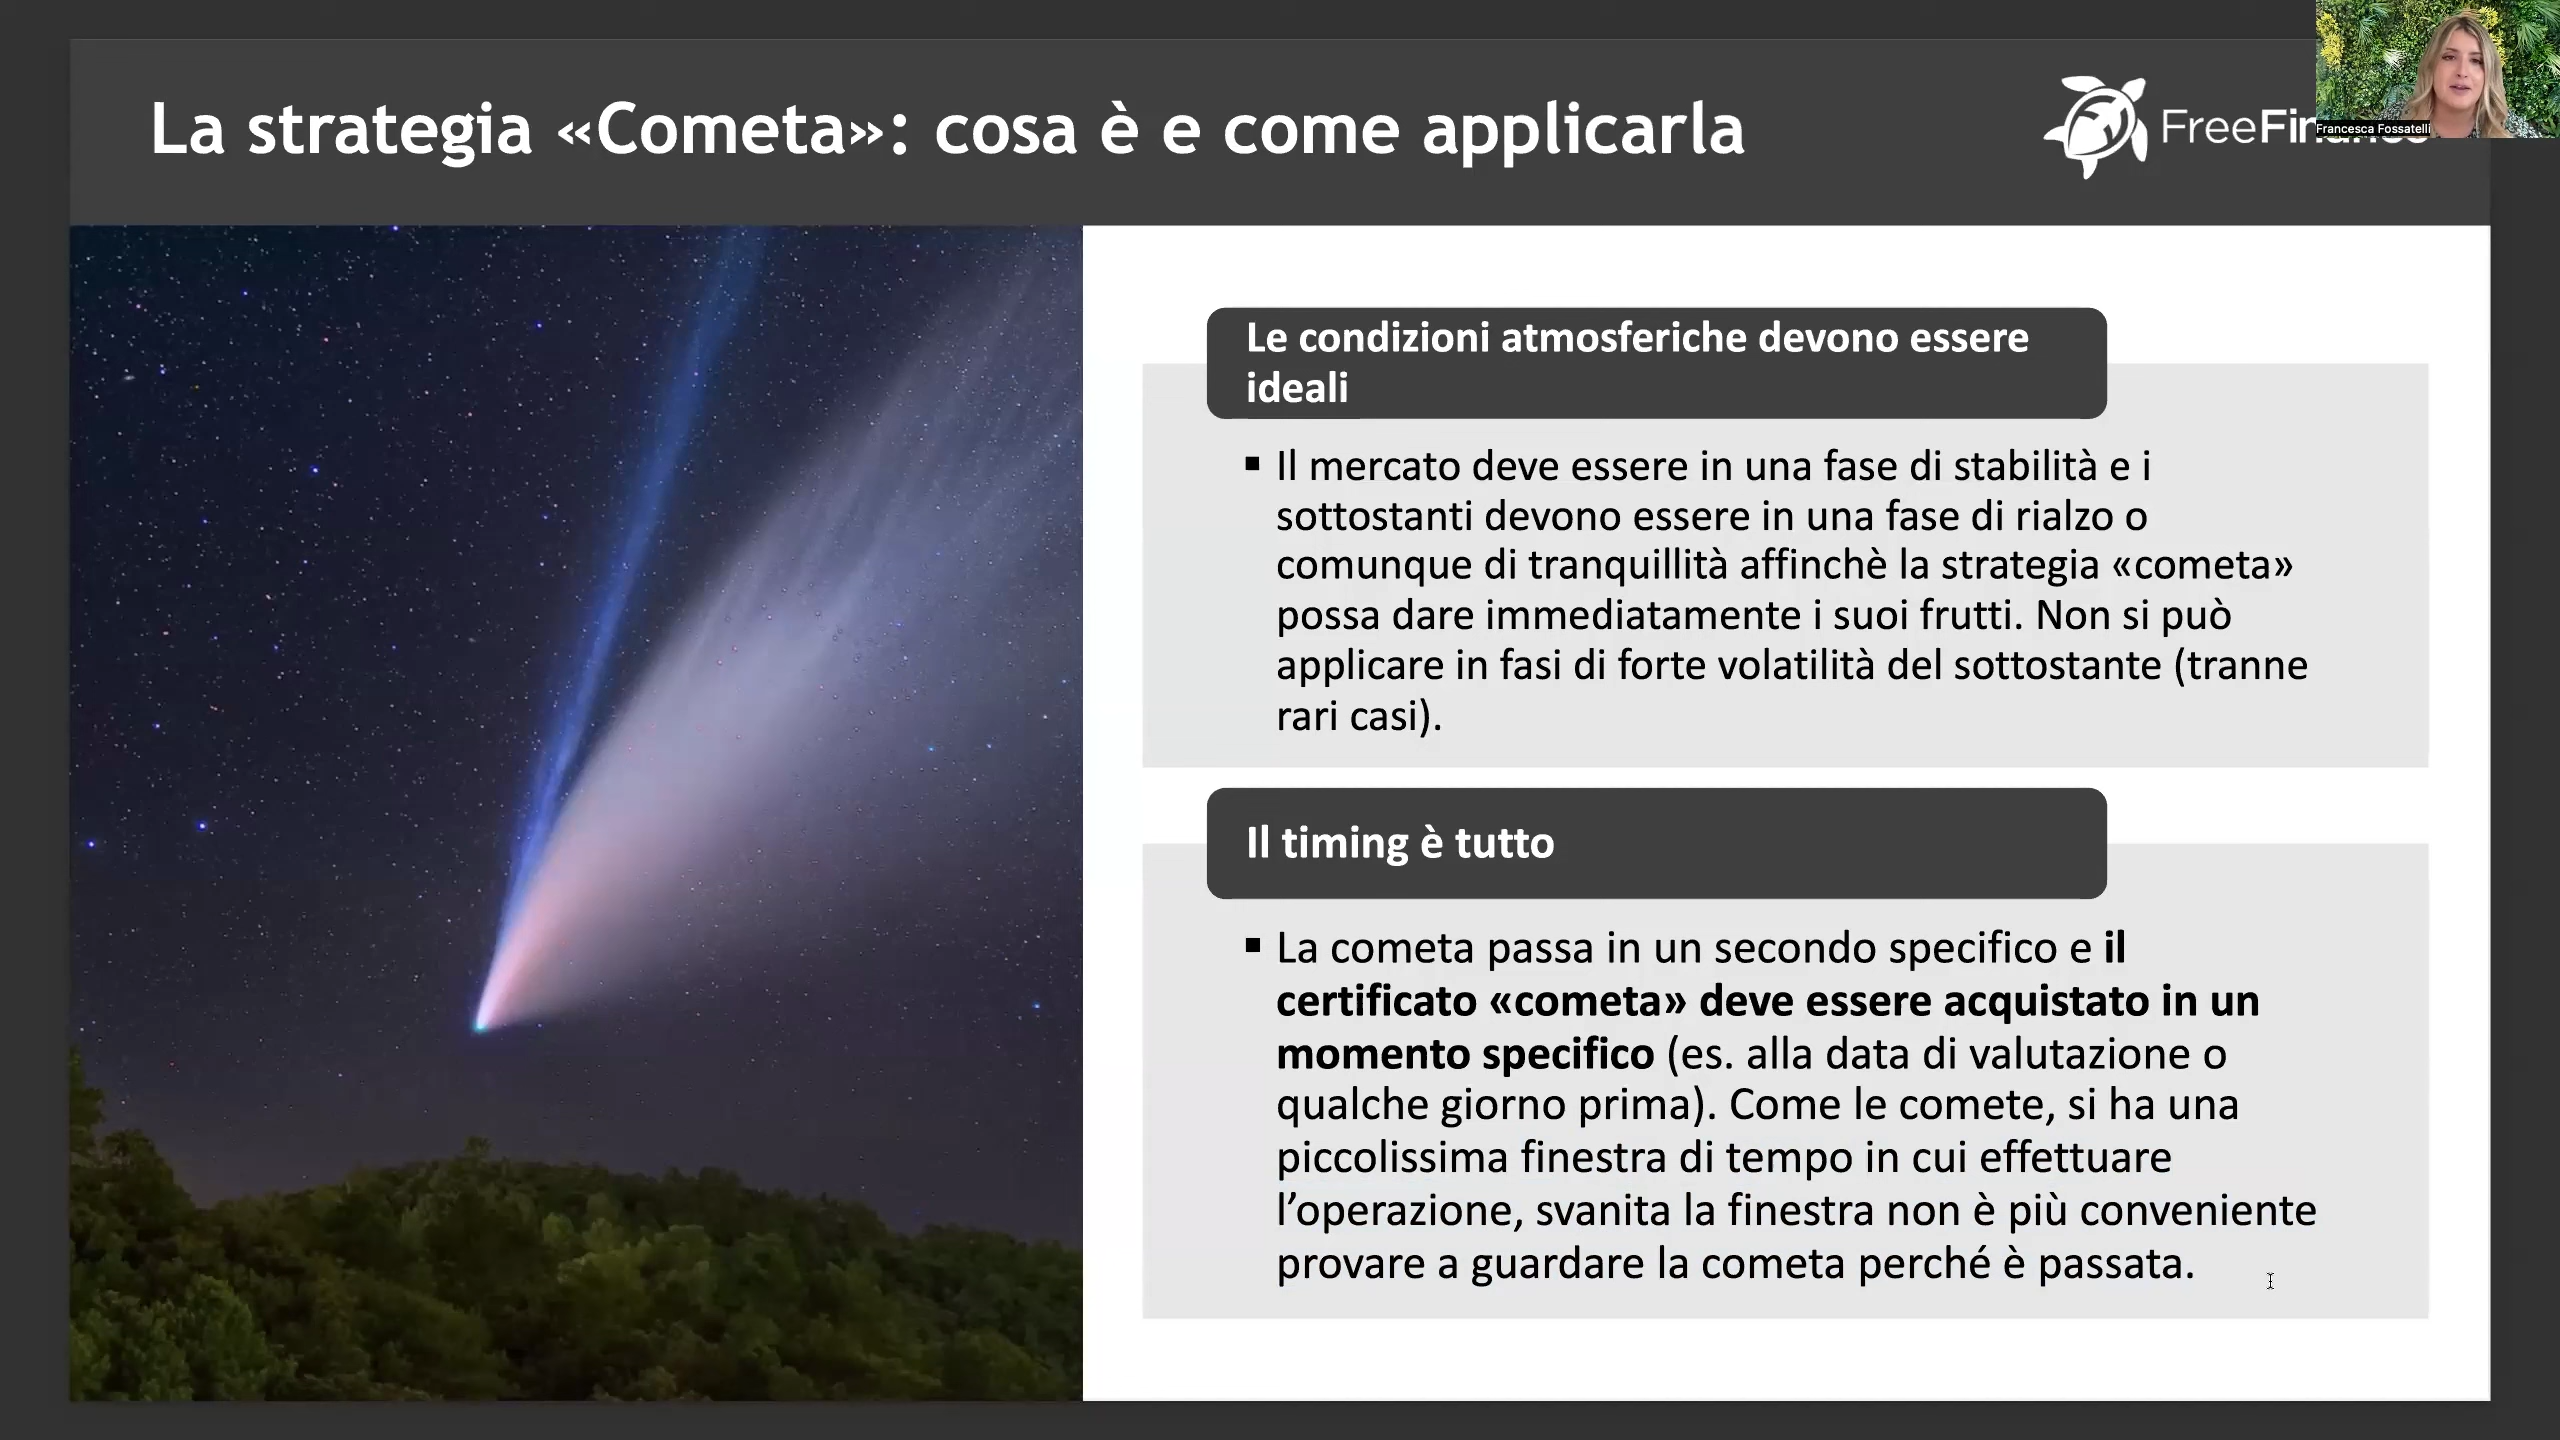 La strategia «Cometa»: cosa è e come applicarla
Francesca Fossatelli
Le condizioni atmosferiche devono essere
ideali
▪ Il mercato deve essere in una fase di stabilità e i
sottostanti devono essere in una fase di rialzo o
comunque di tranquillità affinchè la strategia «cometa»
possa dare immediatamente i suoi frutti. Non si può
applicare in fasi di forte volatilità del sottostante (tranne
rari casi).
Il timing è tutto
▪ La cometa passa in un secondo specifico e il
certificato «cometa» deve essere acquistato in un
momento specifico (es. alla data di valutazione o
qualche giorno prima). Come le comete, si ha una
piccolissima finestra di tempo in cui effettuare
l’operazione, svanita la finestra non è più conveniente
provare a guardare la cometa perché è passata.